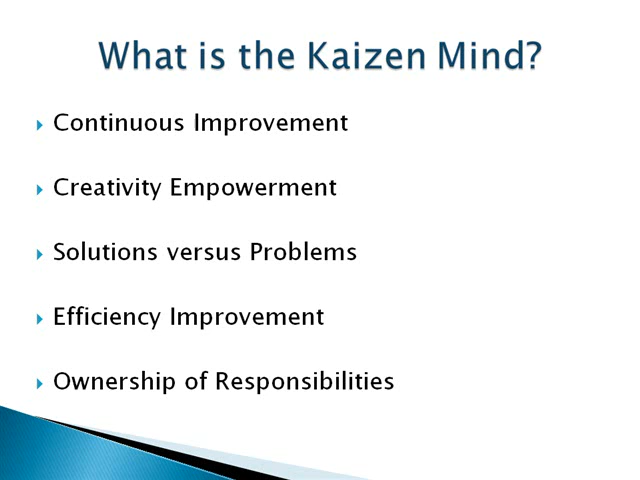 What is the Kaizen Mind?
Continuous Improvement
Creativity Empowerment
Solutions versus Problems
Efficiency Improvement
Ownership of Responsibilities